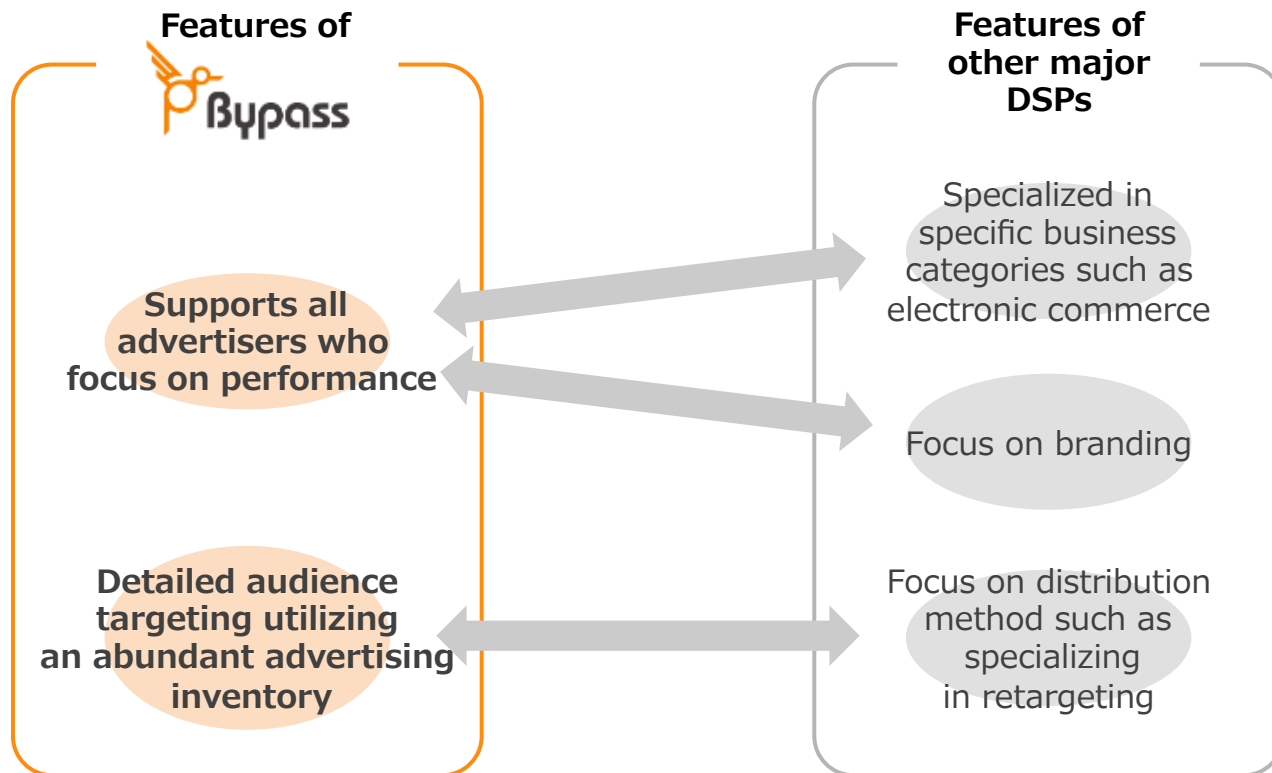 Features of
Bypass
Supports all
advertisers who
focus on performance
Detailed audience
targeting utilizing
an abundant advertising
inventory
Features of
other major
DSPs
Specialized in
specific business
categories such as
electronic commerce
Focus on branding
Focus on distribution
method such as
specializing
in retargeting